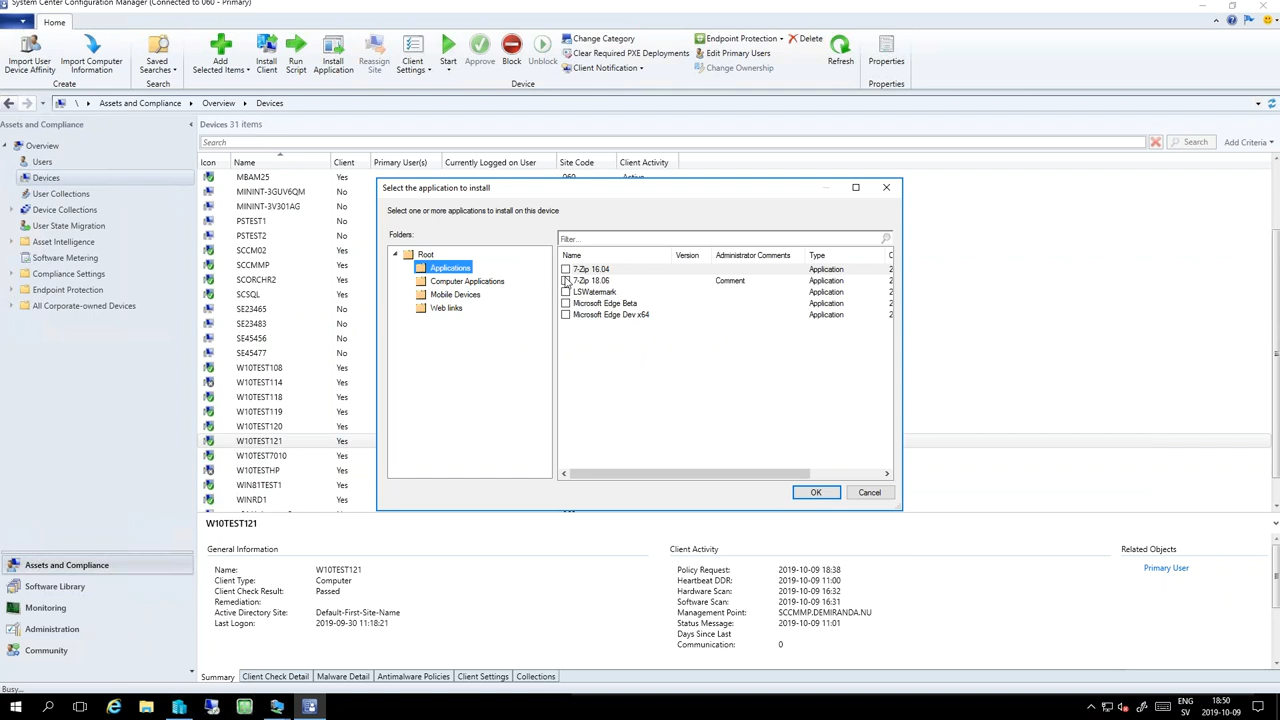 System Center Configuration Manager (Connected to 060 - Primary)
Home
Import User
Device Affinity
Import Computer
Information
Create
Saved
Searches
Search
Add
Selected Items
Install
Client
Run
Script
Install
Application
Reassign
Site
Client
Settings
Start
Approve
Block
Unblock
Change Category
Clear Required PXE Deployments
Client Notification
Endpoint Protection
Edit Primary Users
Change Ownership
Delete
Refresh
Properties
Device
Properties
\ Assets and Compliance Overview Devices
Assets and Compliance
Overview
Users
Devices
User Collections
Device Collections
User State Migration
Asset Intelligence
Software Metering
Compliance Settings
Endpoint Protection
All Corporate-owned Devices
Devices 31 items
Search
Search
Add Criteria
Icon Name Client Primary User(s) Currently Logged on User Site Code Client Activity
MBAM25 Yes 060 Active
MININT-3GUV6QM No
MININT-3V301AG No
PSTEST1 No
PSTEST2 No
SCCM02 Yes
SCCMMP Yes
SCORCHR2 Yes
SCSQL Yes
SE23465 No
SE23483 No
SE45456 No
SE45477 No
W10TEST108 Yes
W10TEST114 Yes
W10TEST118 Yes
W10TEST119 Yes
W10TEST120 Yes
W10TEST121 Yes
W10TEST7010 Yes
W10TESTHP Yes
WIN81TEST1 Yes
WINRD1 Yes
Select the application to install
Select one or more applications to install on this device
Folders:
Root
Applications
Computer Applications
Mobile Devices
Web links
Filter...
Name Version Administrator Comments Type C
7-Zip 16.04 Application 2
7-Zip 18.06 Comment Application 2
LSWatermark Application 2
Microsoft Edge Beta Application 2
Microsoft Edge Dev x64 Application 2
OK Cancel
W10TEST121
General Information
Name: W10TEST121
Client Type: Computer
Client Check Result: Passed
Remediation:
Active Directory Site: Default-First-Site-Name
Last Logon: 2019-09-30 11:18:21
Client Activity
Policy Request: 2019-10-09 18:38
Heartbeat DDR: 2019-10-09 11:00
Hardware Scan: 2019-10-09 16:32
Software Scan: 2019-10-09 16:31
Management Point: SCCMMP.DEMIRANDA.NU
Status Message: 2019-10-09 11:01
Days Since Last
Communication: 0
Related Objects
Primary User
Assets and Compliance
Software Library
Monitoring
Administration
Community
Summary Client Check Detail Malware Detail Antimalware Policies Client Settings Collections
Busy...
ENG
SV
18:50
2019-10-09